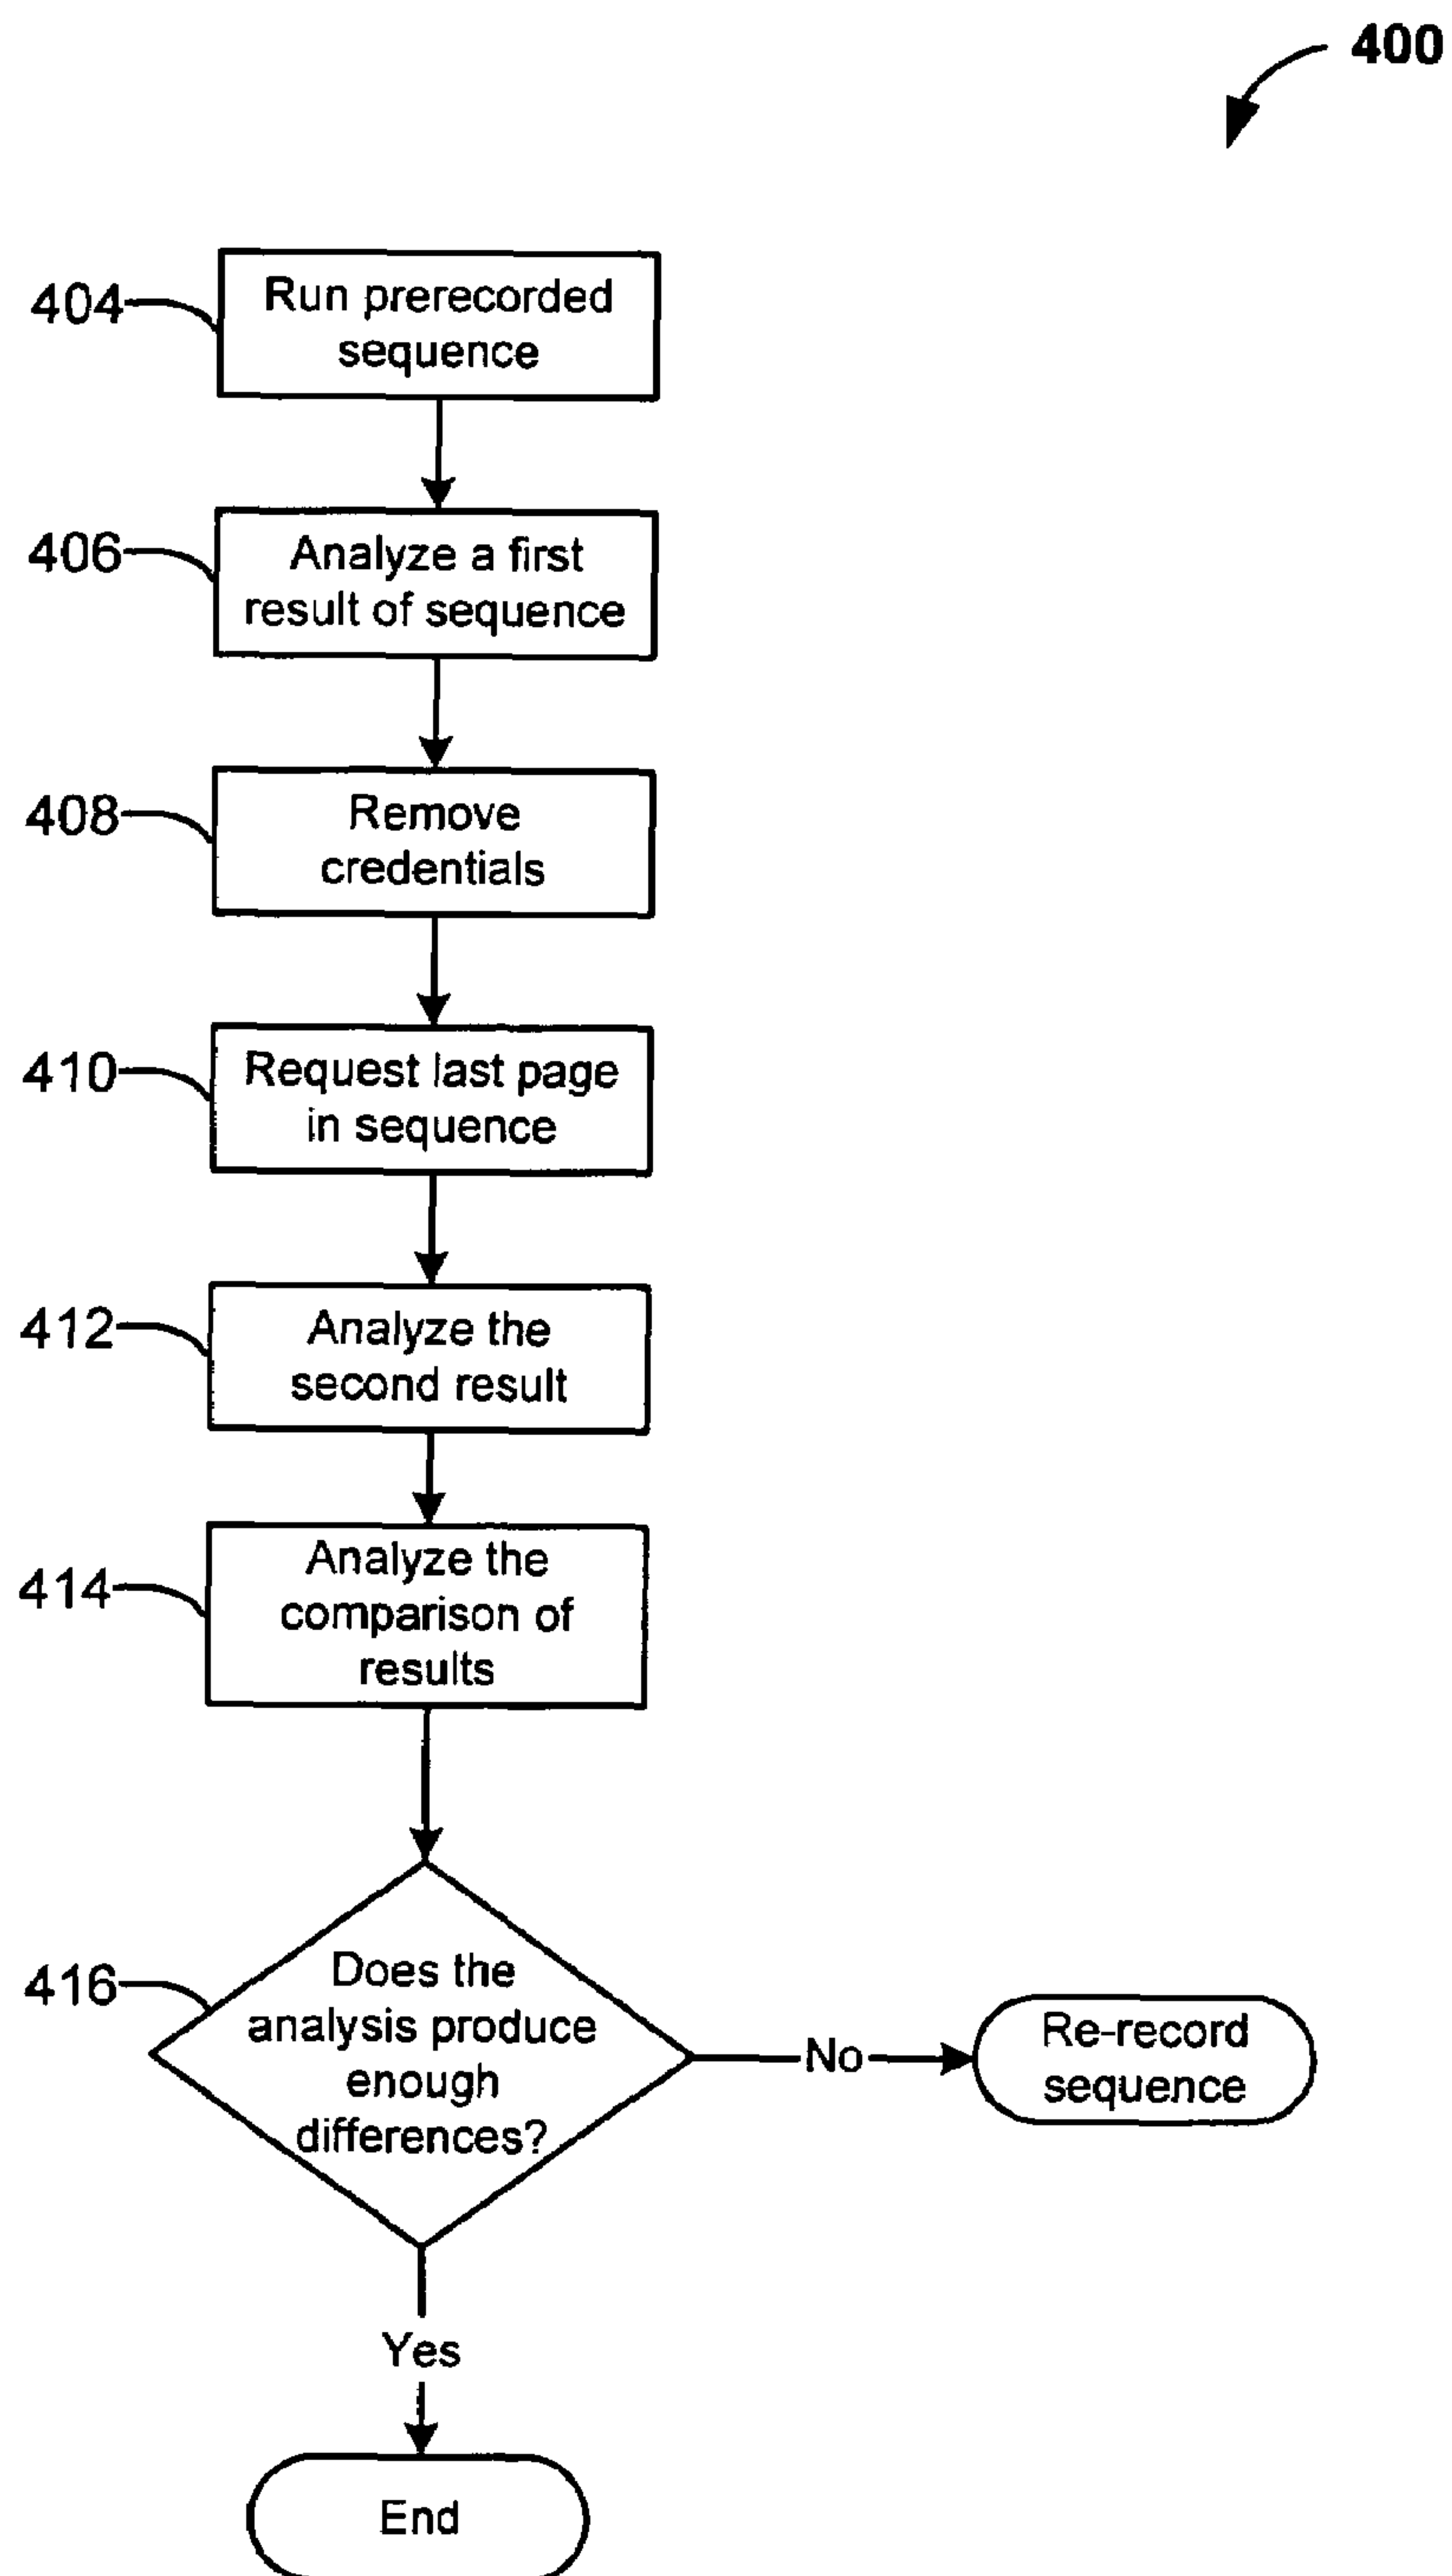 400
404
Run prerecorded
sequence
406
Analyze a first
result of sequence
408
Remove
credentials
410
Request last page
in sequence
412
Analyze the
second result
414
Analyze the
comparison of
results
416
Does the
analysis produce
enough
differences?
No
Re-record
sequence
Yes
End